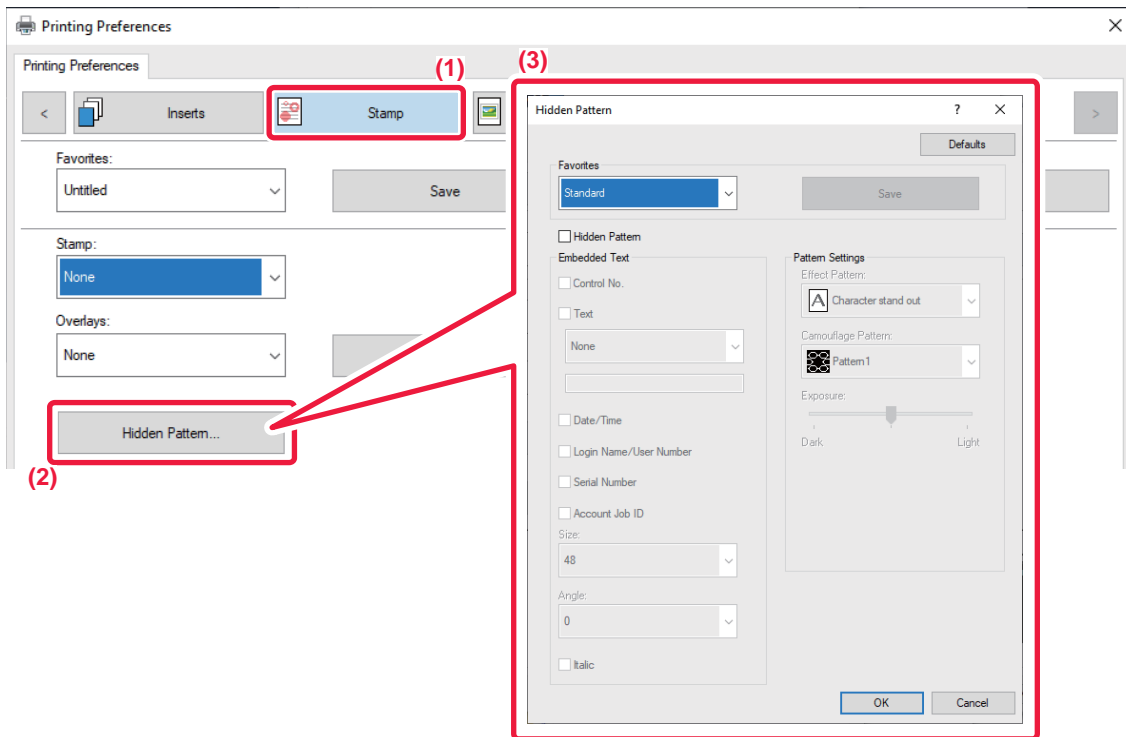 Printing Preferences
Printing Preferences
(1)
(3)
<
Inserts
Stamp
>
Favorites:
Untitled
Save
Stamp:
None
Overlays:
None
Hidden Pattern...
(2)
Hidden Pattern
?
Defaults
Favorites
Standard
Save
Hidden Pattern
Embedded Text
Control No.
Text
None
Date/Time
Login Name/User Number
Serial Number
Account Job ID
Size:
48
Angle:
0
Italic
Pattern Settings
Effect Pattern:
A Character stand out
Camouflage Pattern:
Pattern1
Exposure:
Dark Light
OK Cancel